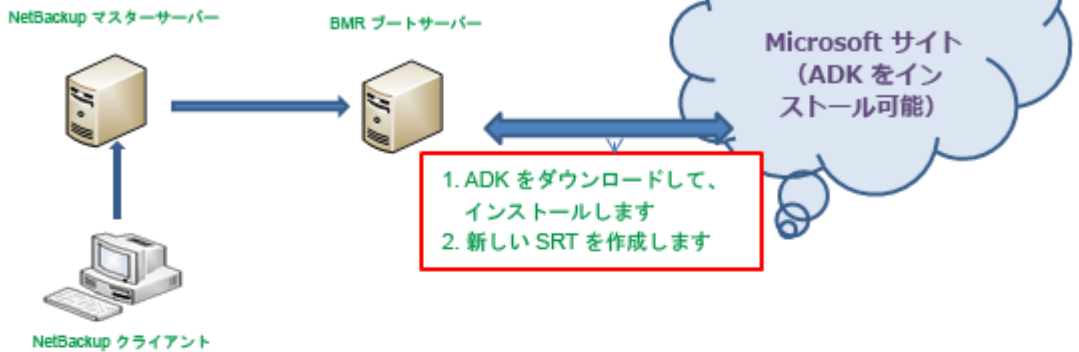 NetBackup マスターサーバー
BMR ブートサーバー
Microsoft サイト
（ADK をイン
ストール可能）
1. ADK をダウンロードして、
インストールします
2. 新しい SRT を作成します
NetBackup クライアント